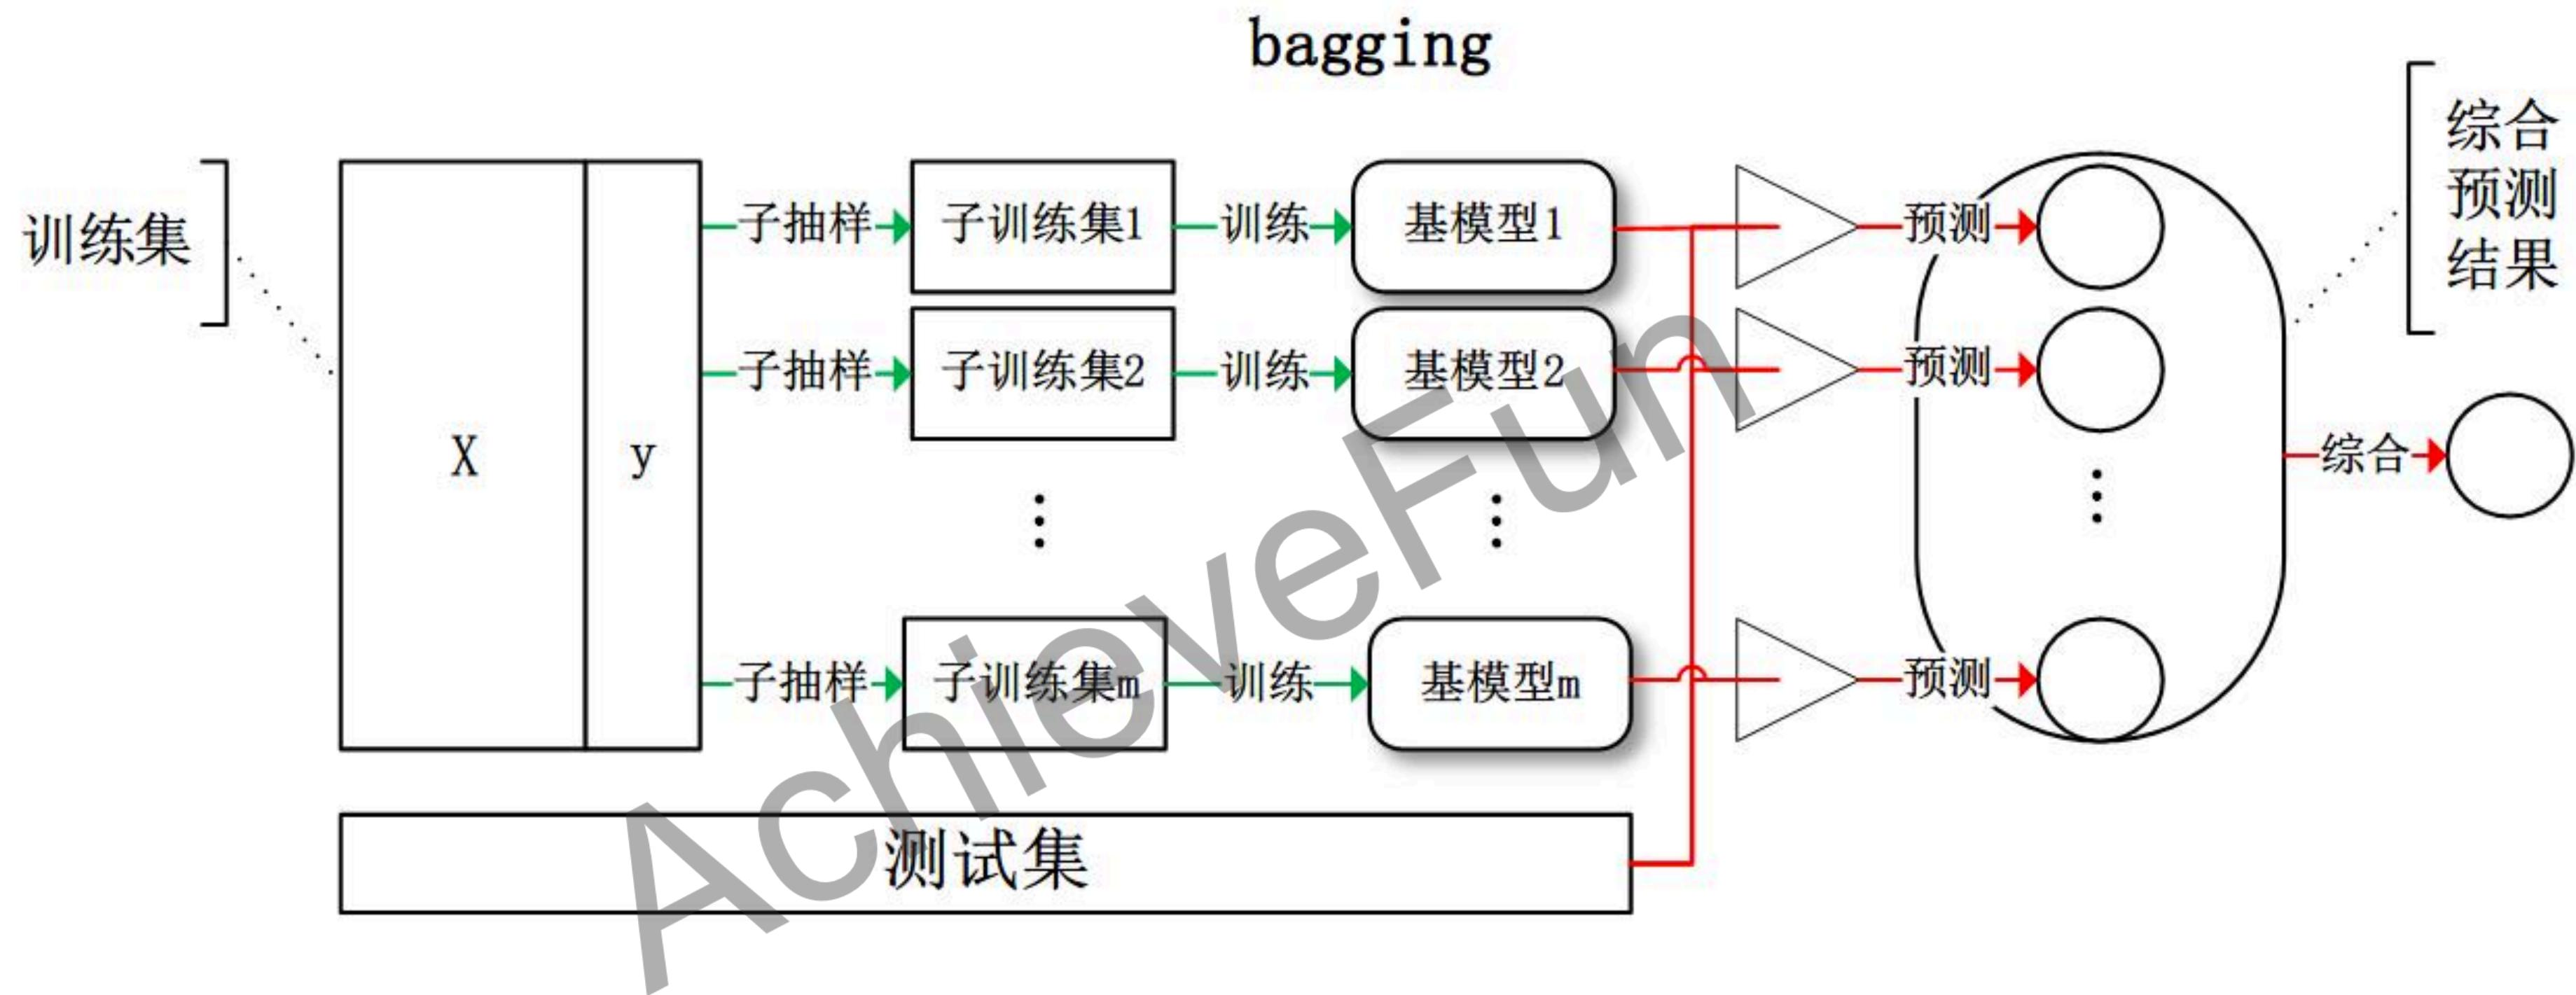 bagging
训练集
X
y
子抽样
子训练集1
训练
基模型1
预测
子抽样
子训练集2
训练
基模型2
预测
子抽样
子训练集m
训练
基模型m
预测
测试集
综合
预测
结果
综合
AchieveFun